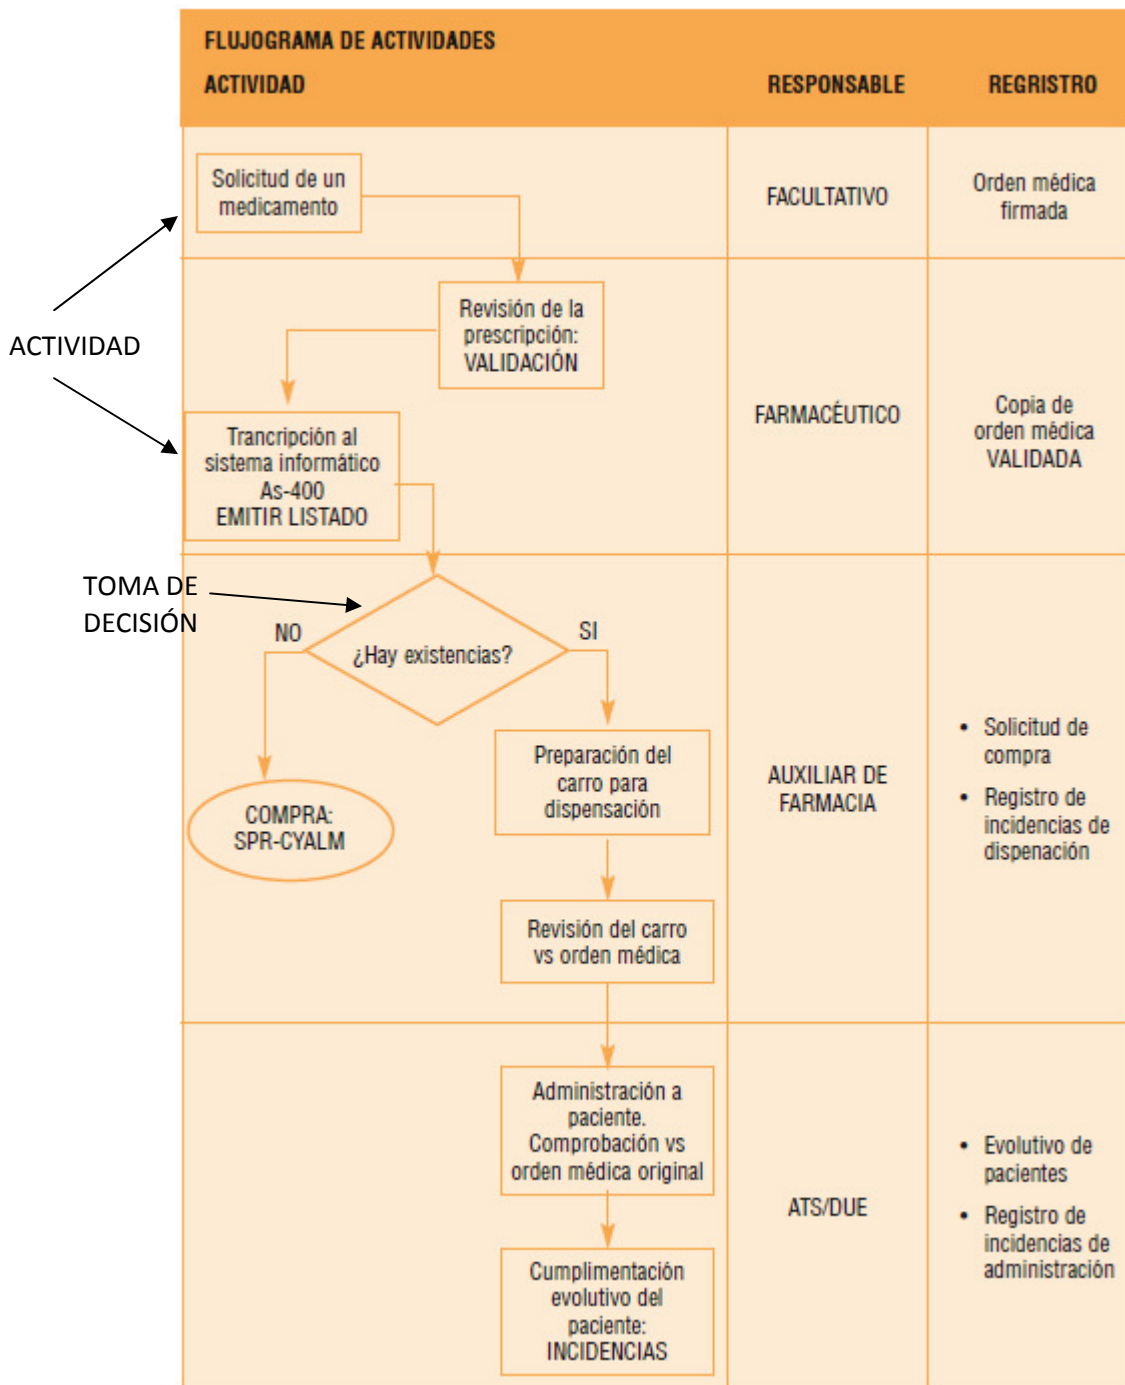 FLUJOGRAMA DE ACTIVIDADES
ACTIVIDAD
RESPONSABLE
REGRISTRO
Solicitud de un
medicamento
FACULTATIVO
Orden médica
firmada
ACTIVIDAD
Revisión de la
prescripción:
VALIDACIÓN
Trancripción al
sistema informático
As-400
EMITIR LISTADO
FARMACÉUTICO
Copia de
orden médica
VALIDADA
TOMA DE
DECISIÓN
NO
¿Hay existencias?
SI
COMPRA:
SPR-CYALM
Preparación del
carro para
dispensación
Revisión del carro
vs orden médica
AUXILIAR DE
FARMACIA
• Solicitud de
compra
• Registro de
incidencias de
dispenación
Administración a
paciente.
Comprobación vs
orden médica original
Cumplimentación
evolutivo del
paciente:
INCIDENCIAS
ATS/DUE
• Evolutivo de
pacientes
• Registro de
incidencias de
administración